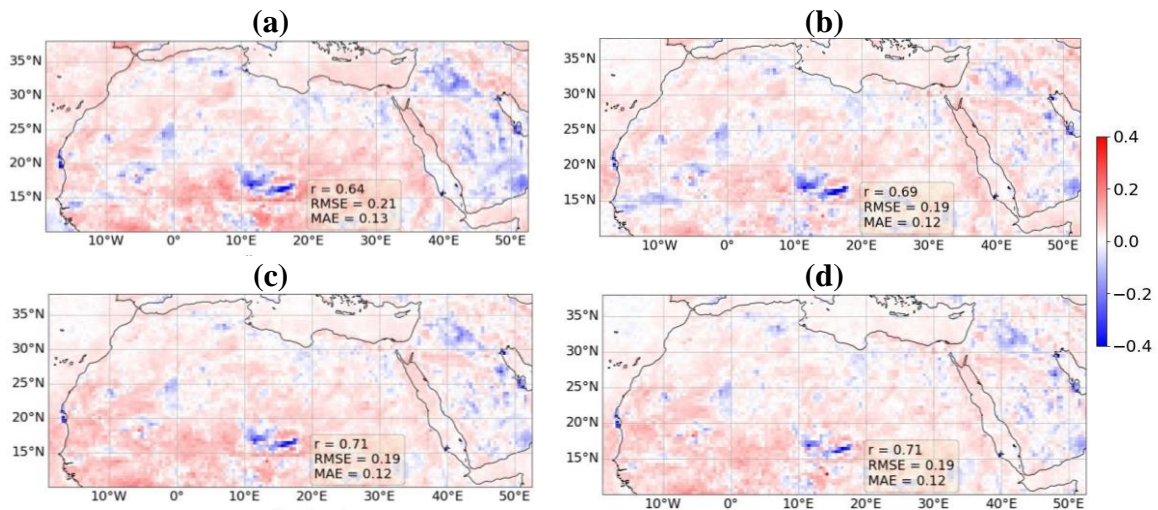 (a)
(b)
35°N
30°N
25°N
20°N
15°N
r = 0.64
RMSE = 0.21
MAE = 0.13
10°W 0° 10°E 20°E 30°E 40°E 50°E
35°N
30°N
25°N
20°N
15°N
r = 0.69
RMSE = 0.19
MAE = 0.12
10°W 0° 10°E 20°E 30°E 40°E 50°E
0.4
0.2
0.0
−0.2
−0.4
(c)
(d)
35°N
30°N
25°N
20°N
15°N
r = 0.71
RMSE = 0.19
MAE = 0.12
10°W 0° 10°E 20°E 30°E 40°E 50°E
35°N
30°N
25°N
20°N
15°N
r = 0.71
RMSE = 0.19
MAE = 0.12
10°W 0° 10°E 20°E 30°E 40°E 50°E